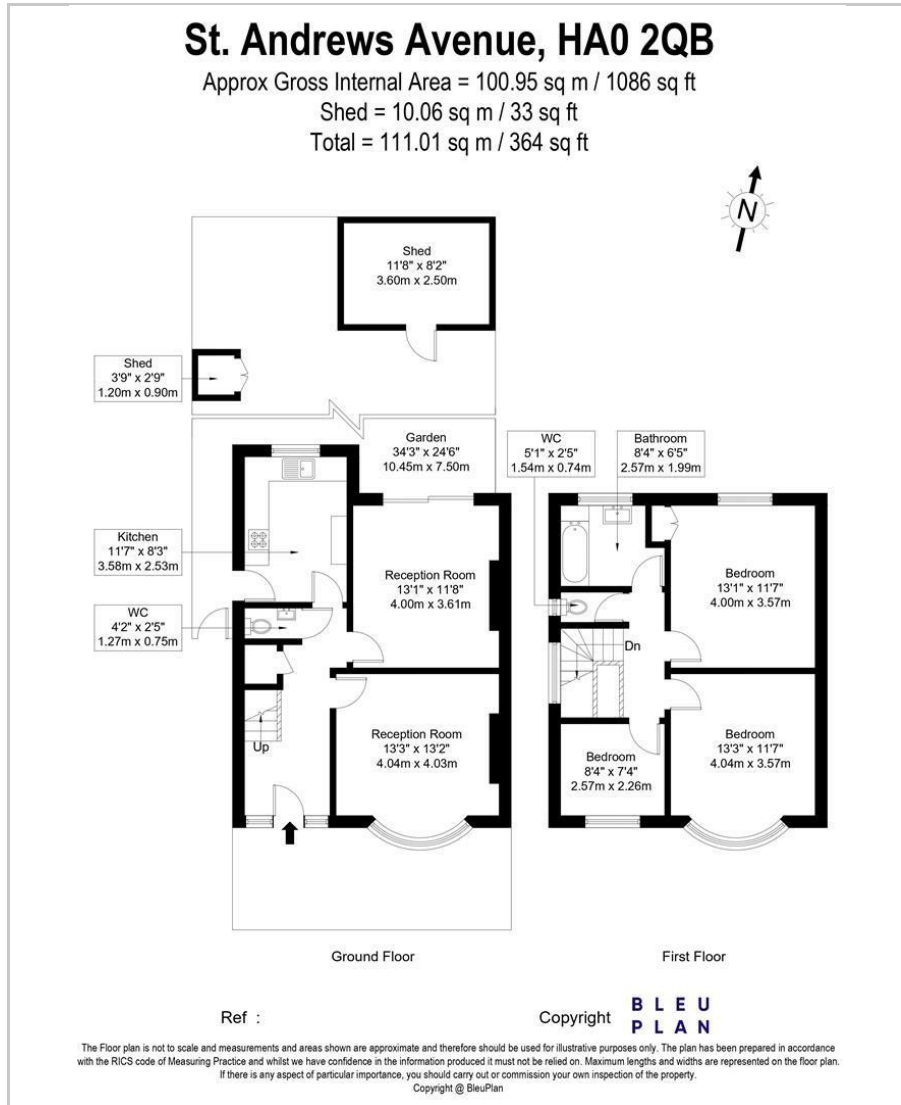 St. Andrews Avenue, HA0 2QB
Approx Gross Internal Area = 100.95 sq m / 1086 sq ft
Shed = 10.06 sq m / 33 sq ft
Total = 111.01 sq m / 364 sq ft
N
Shed
11'8" x 8'2"
3.60m x 2.50m
Shed
3'9" x 2'9"
1.20m x 0.90m
Garden
34'3" x 24'6"
10.45m x 7.50m
WC
5'1" x 2'5"
1.54m x 0.74m
Bathroom
8'4" x 6'5"
2.57m x 1.99m
Kitchen
11'7" x 8'3"
3.58m x 2.53m
Reception Room
13'1" x 11'8"
4.00m x 3.61m
Bedroom
13'1" x 11'7"
4.00m x 3.57m
WC
4'2" x 2'5"
1.27m x 0.75m
Dn
Up
Reception Room
13'3" x 13'2"
4.04m x 4.03m
Bedroom
8'4" x 7'4"
2.57m x 2.26m
Bedroom
13'3" x 11'7"
4.04m x 3.57m
Ground Floor
First Floor
Ref :
Copyright
BLEU
PLAN
The Floor plan is not to scale and measurements and areas shown are approximate and therefore should be used for illustrative purposes only. The plan has been prepared in accordance
with the RICS code of Measuring Practice and whilst we have confidence in the information produced it must not be relied on. Maximum lengths and widths are represented on the floor plan.
If there is any aspect of particular importance, you should carry out or commission your own inspection of the property.
Copyright @ BleuPlan